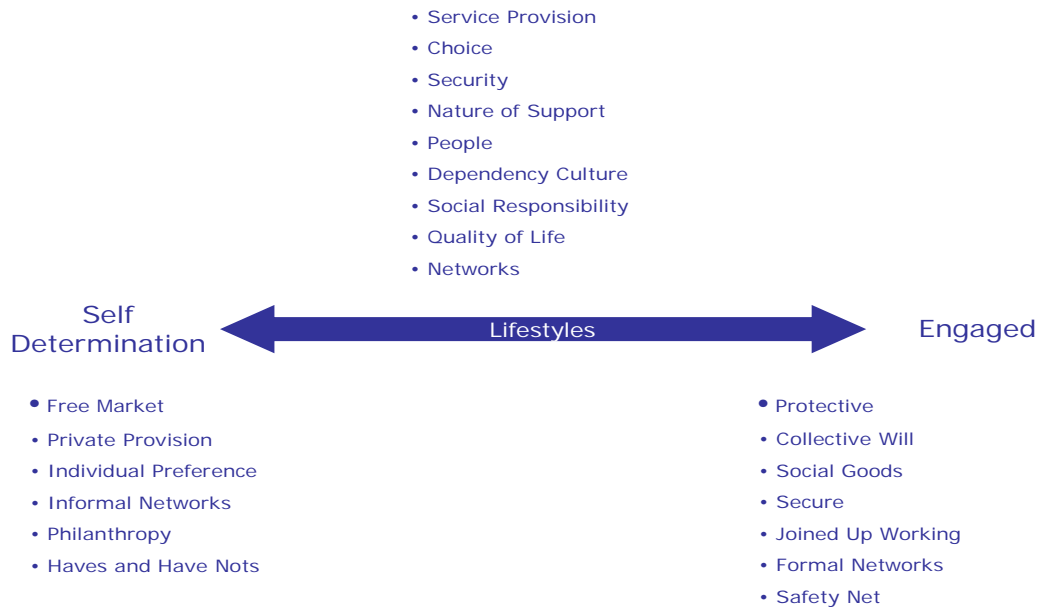 • Service Provision
• Choice
• Security
• Nature of Support
• People
• Dependency Culture
• Social Responsibility
• Quality of Life
• Networks
Self
Determination
Lifestyles
Engaged
• Free Market
• Private Provision
• Individual Preference
• Informal Networks
• Philanthropy
• Haves and Have Nots
• Protective
• Collective Will
• Social Goods
• Secure
• Joined Up Working
• Formal Networks
• Safety Net